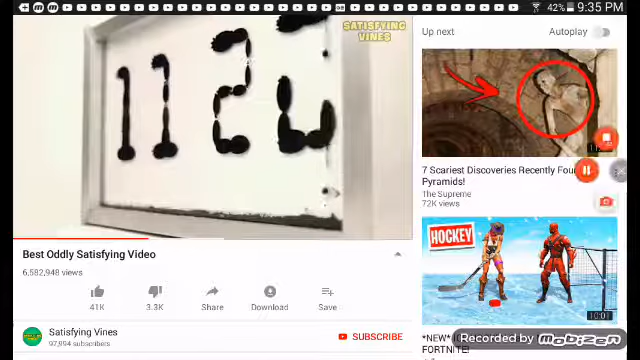 42% 9:35 PM
SATISFYING
VINES
Up next
Autoplay
Best Oddly Satisfying Video
6,582,948 views
41K
3.3K
Share
Download
Save
Satisfying Vines
97,994 subscribers
SUBSCRIBE
7 Scariest Discoveries Recently
Pyramids!
The Supreme
72K views
HOCKEY
10:01
*NEW*
FORTNITE!
Recorded by MOBIZEN